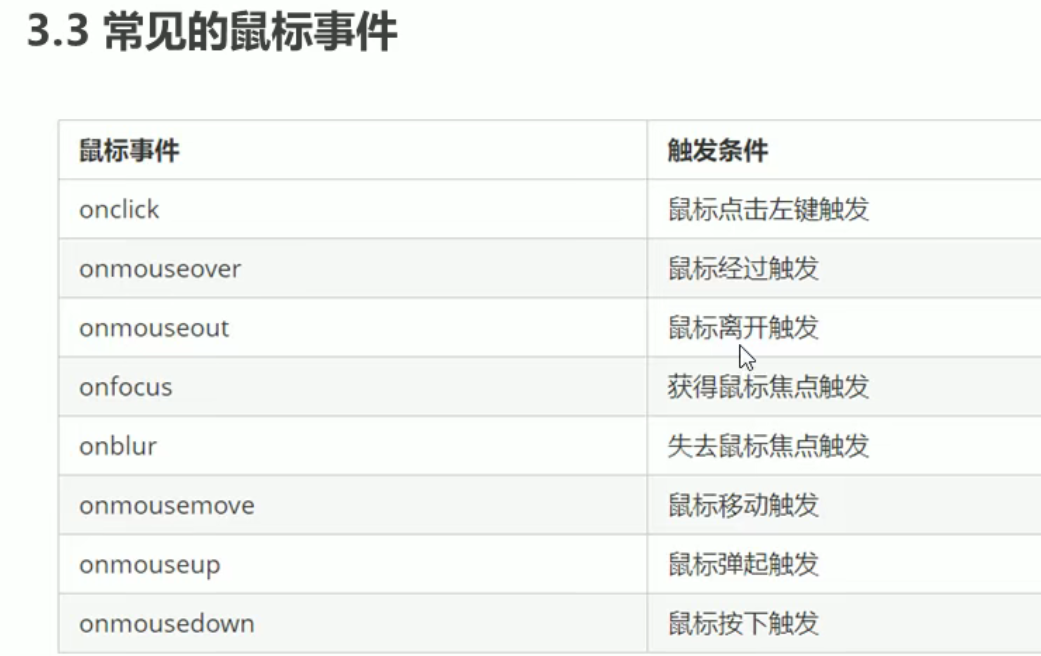 3.3 常见的鼠标事件
鼠标事件 触发条件
onclick 鼠标点击左键触发
onmouseover 鼠标经过触发
onmouseout 鼠标离开触发
onfocus 获得鼠标焦点触发
onblur 失去鼠标焦点触发
onmousemove 鼠标移动触发
onmouseup 鼠标弹起触发
onmousedown 鼠标按下触发